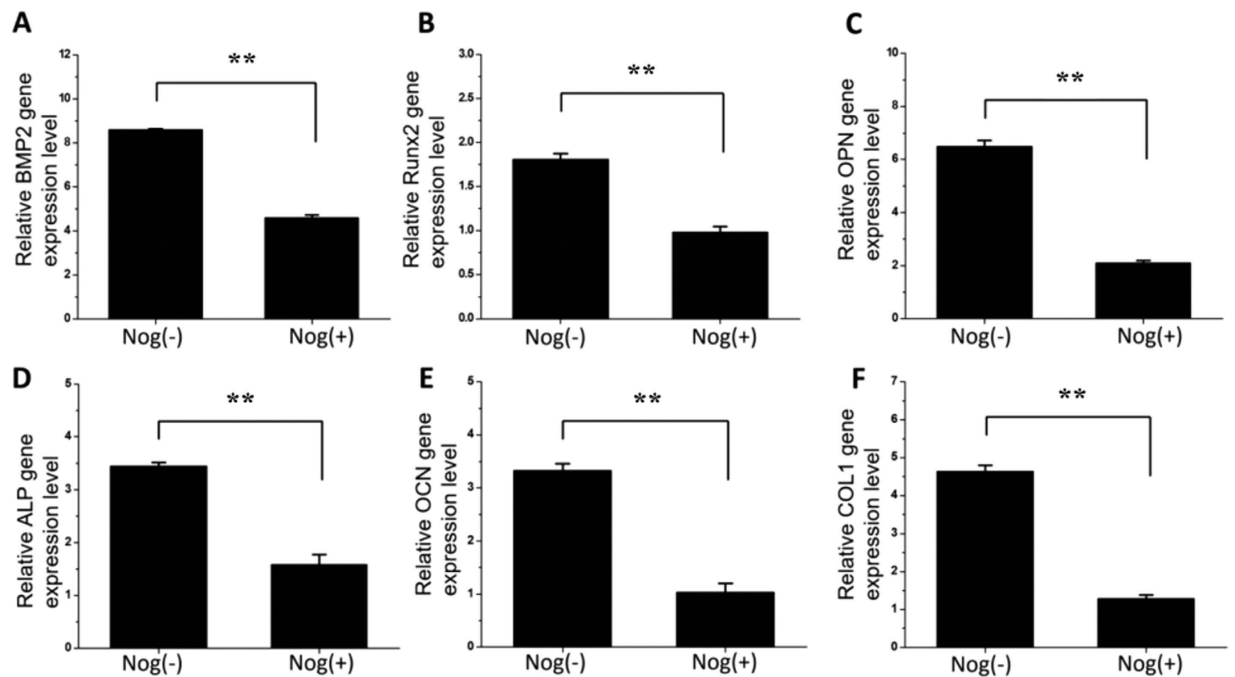 A
Relative BMP2 gene
expression level
12
10
8
6
4
2
0
**
Nog(-)
Nog(+)
B
Relative Runx2 gene
expression level
3.0
2.5
2.0
1.5
1.0
0.5
0.0
**
Nog(-)
Nog(+)
C
Relative OPN gene
expression level
10
8
6
4
2
0
**
Nog(-)
Nog(+)
D
Relative ALP gene
expression level
5
4
3
2
1
0
**
Nog(-)
Nog(+)
E
Relative OCN gene
expression level
5
4
3
2
1
0
**
Nog(-)
Nog(+)
F
Relative COL1 gene
expression level
7
6
5
4
3
2
1
0
**
Nog(-)
Nog(+)